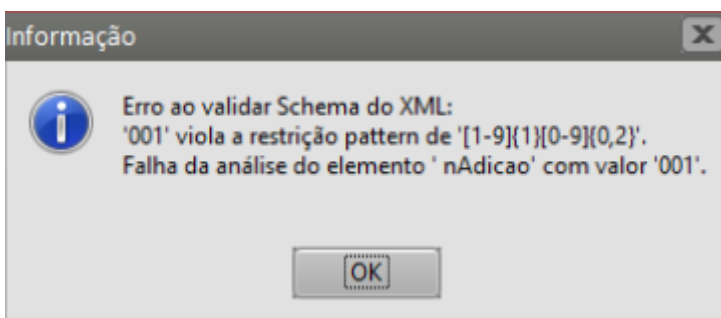 Informação
Erro ao validar Schema do XML:
'001' viola a restrição pattern de '[1-9]{1}[0-9]{0,2}'.
Falha da análise do elemento ' nAdicao' com valor '001'.
OK